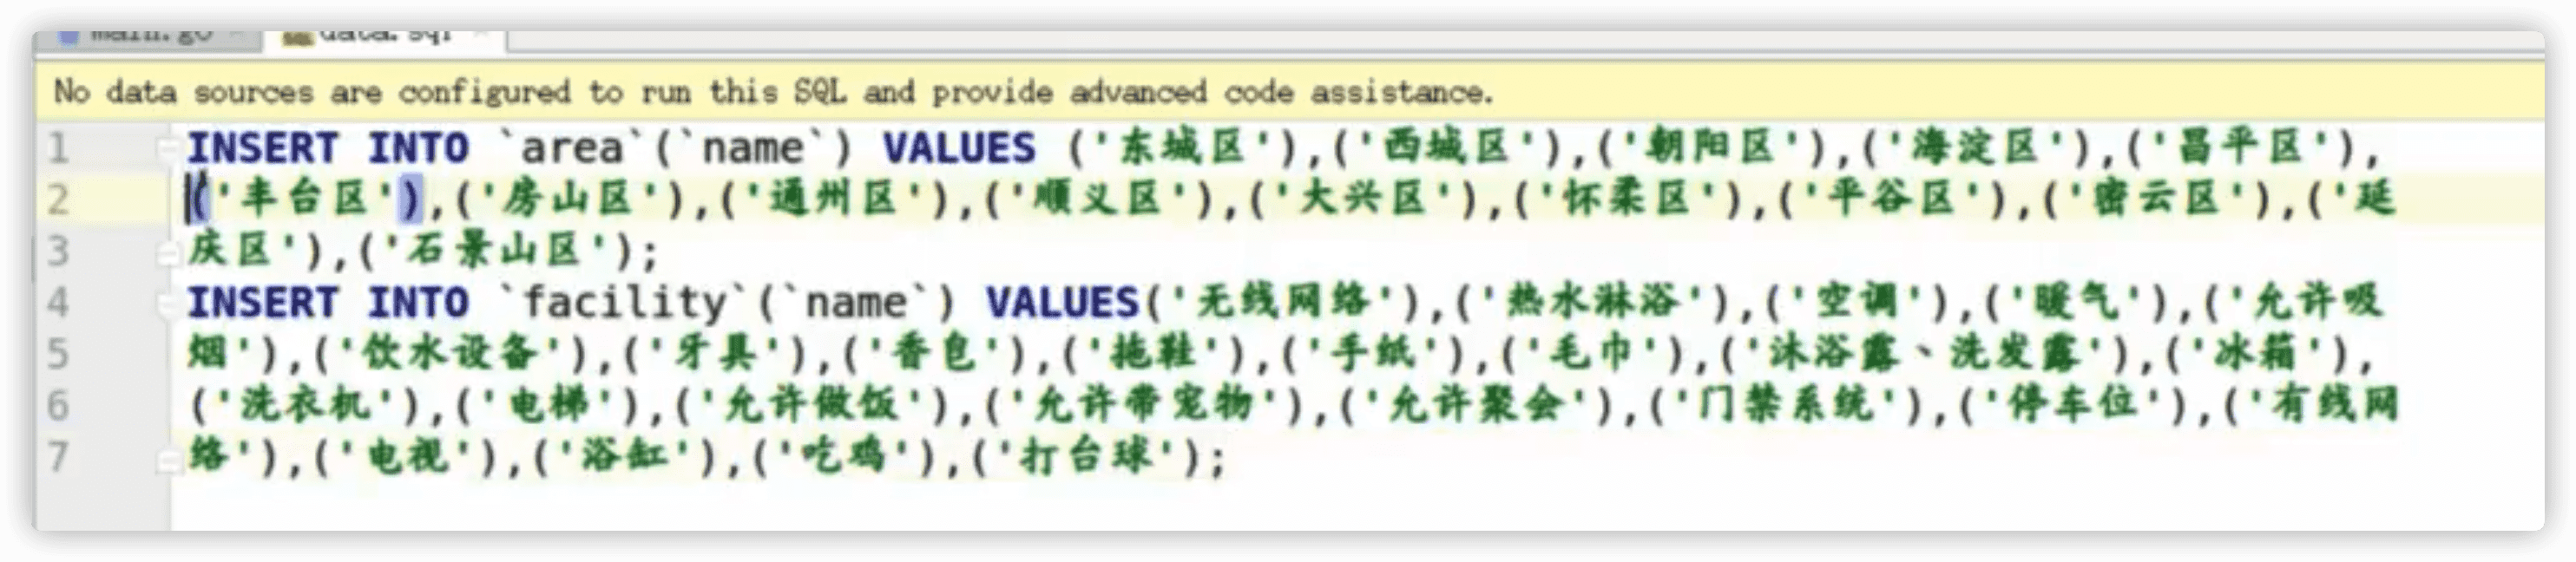 main.go data.sql
No data sources are configured to run this SQL and provide advanced code assistance.
1 INSERT INTO `area`(`name`) VALUES ('东城区'),('西城区'),('朝阳区'),('海淀区'),('昌平区'),
2 ('丰台区'),('房山区'),('通州区'),('顺义区'),('大兴区'),('怀柔区'),('平谷区'),('密云区'),('延
3 庆区'),('石景山区');
4 INSERT INTO `facility`(`name`) VALUES('无线网络'),('热水淋浴'),('空调'),('暖气'),('允许吸
5 烟'),('饮水设备'),('牙具'),('香皂'),('拖鞋'),('手纸'),('毛巾'),('沐浴露、洗发露'),('冰箱'),
6 ('洗衣机'),('电梯'),('允许做饭'),('允许带宠物'),('允许聚会'),('门禁系统'),('停车位'),('有线网
7 络'),('电视'),('浴缸'),('吃鸡'),('打台球');